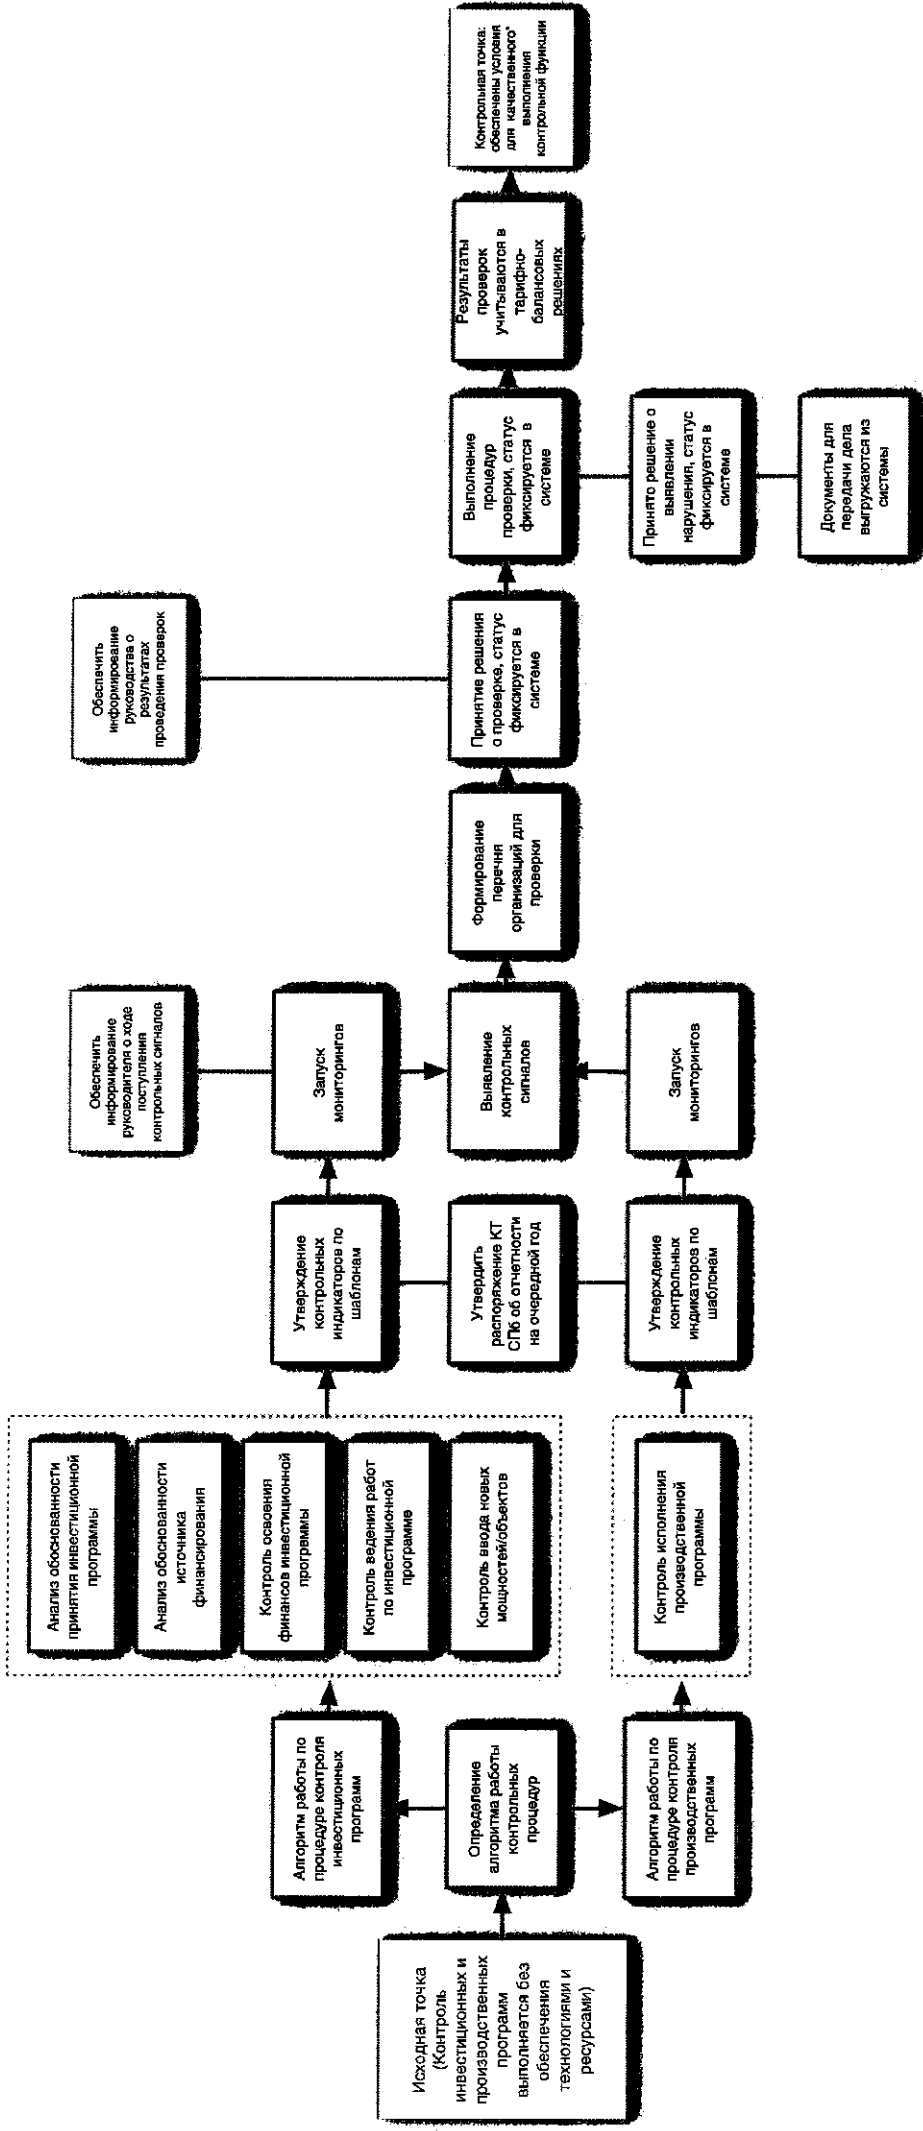 Исходная точка
(Контроль
инвестиционных и
производственных
программ
выполняется без
обеспечения
технологиями и
ресурсами)
Определение
алгоритма работы
контрольных
процедур
Алгоритм работы по
процедуре контроля
инвестиционных
программ
Алгоритм работы по
процедуре контроля
производственных
программ
Анализ обоснованности
принятия инвестиционной
программы
Анализ обоснованности
источника
финансирования
Контроль освоения
финансов инвестиционной
программы
Контроль ведения работ
по инвестиционной
программе
Контроль ввода новых
мощностей/объектов
Контроль исполнения
производственной
программы
Утверждение
контрольных
индикаторов по
шаблонам
Утвердить
распоряжение КТ
СПб об отчетности
на очередной год
Утверждение
контрольных
индикаторов по
шаблонам
Обеспечить
информирование
руководителя о ходе
поступления
контрольных сигналов
Запуск
мониторингов
Выявление
контрольных
сигналов
Запуск
мониторингов
Формирование
перечня
организаций для
проверки
Обеспечить
информирование
руководства о
результатах
проведения проверок
Принятие решения
о проверке, статус
фиксируется в
системе
Выполнение
процедур
проверки, статус
фиксируется в
системе
Принято решение о
выявлении
нарушения, статус
фиксируется в
системе
Документы для
передачи дела
выгружаются из
системы
Результаты
проверок
учитываются в
тарифно-
балансовых
решениях
Контрольная точка:
обеспечены условия
для качественного
выполнения
контрольной функции